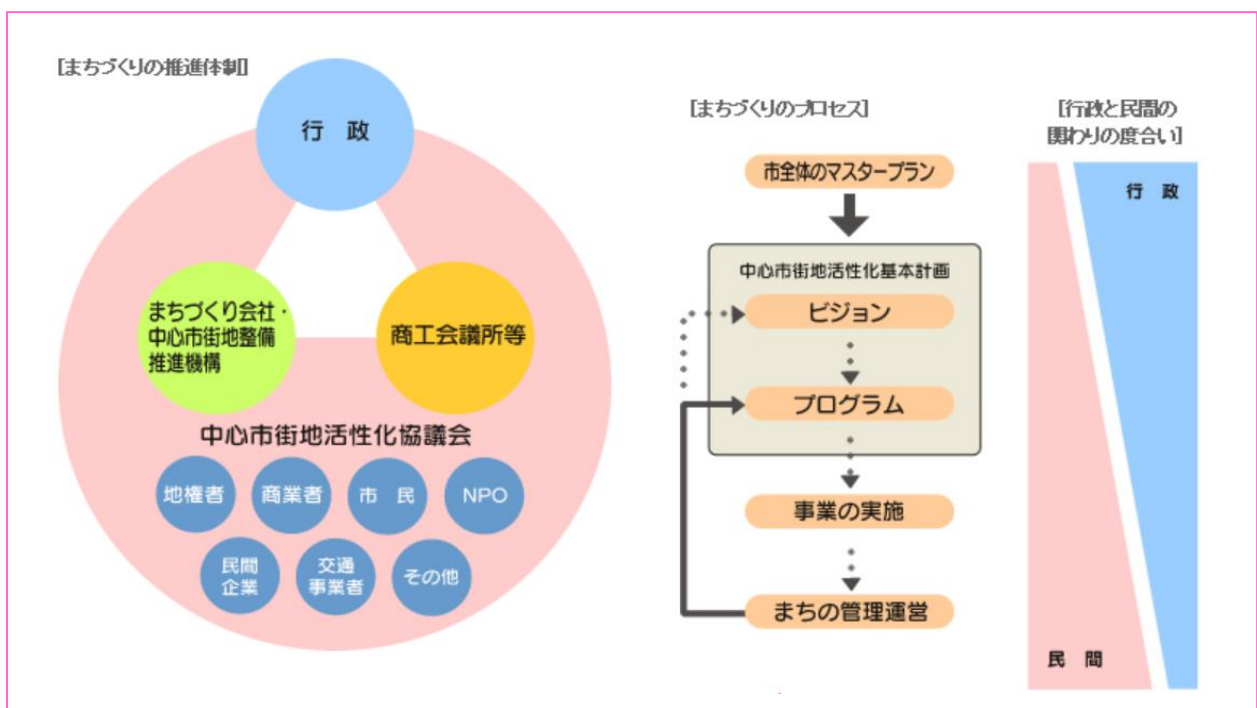 [まちづくりの推進体制]
行 政
まちづくり会社・
中心市街地整備
推進機構
商工会議所等
中心市街地活性化協議会
地権者
商業者
市 民
NPO
民間
企業
交通
事業者
その他
[まちづくりのプロセス]
市全体のマスタープラン
中心市街地活性化基本計画
ビジョン
プログラム
事業の実施
まちの管理運営
[行政と民間の
関わりの度合い]
行 政
民 間